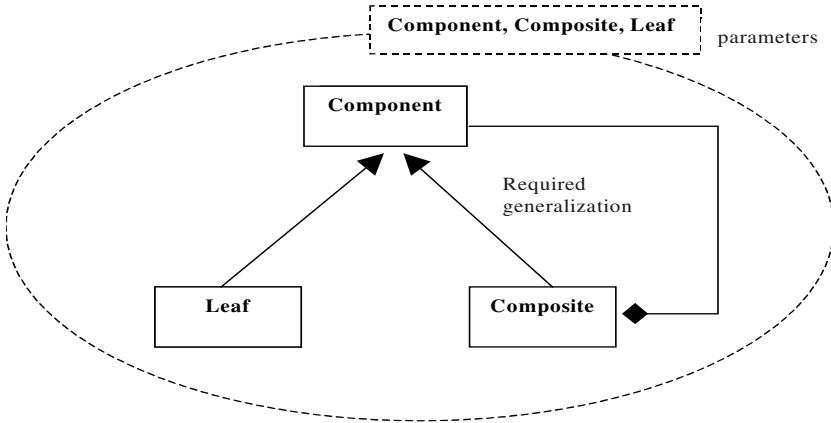 Component, Composite, Leaf
parameters
Component
Required
generalization
Leaf
Composite